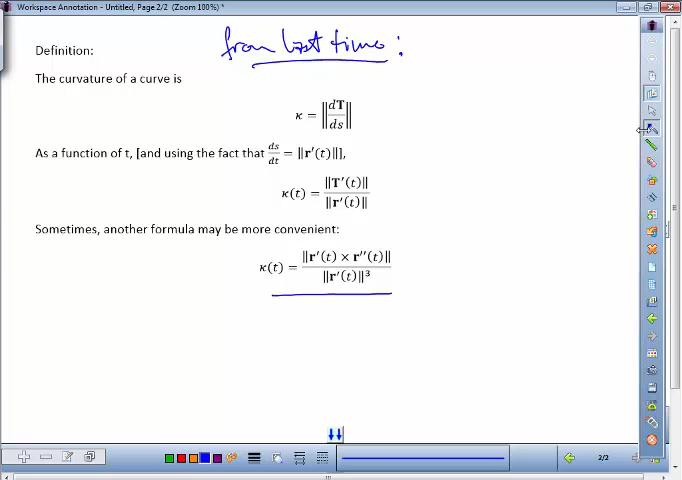 Workspace Annotation - Untitled, Page 2/2 (Zoom 100%) *
from last time:
Definition:
The curvature of a curve is
κ = ‖dT/ds‖
As a function of t, [and using the fact that ds/dt = ‖r′(t)‖],
κ(t) = ‖T′(t)‖/‖r′(t)‖
Sometimes, another formula may be more convenient:
κ(t) = ‖r′(t) × r′′(t)‖/‖r′(t)‖³
2/2